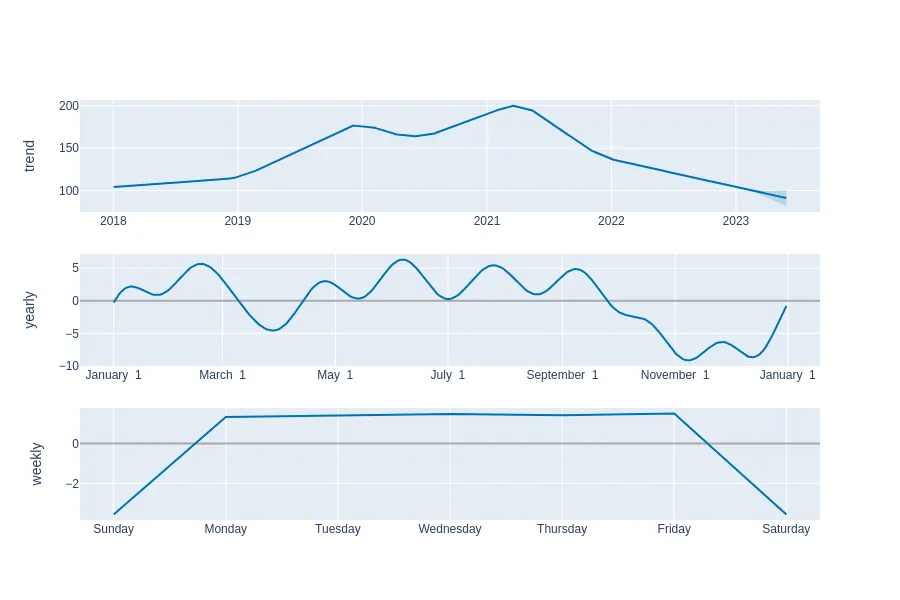 trend
200
150
100
2018 2019 2020 2021 2022 2023
yearly
5
0
−5
−10
January 1 March 1 May 1 July 1 September 1 November 1 January 1
weekly
0
−2
Sunday Monday Tuesday Wednesday Thursday Friday Saturday